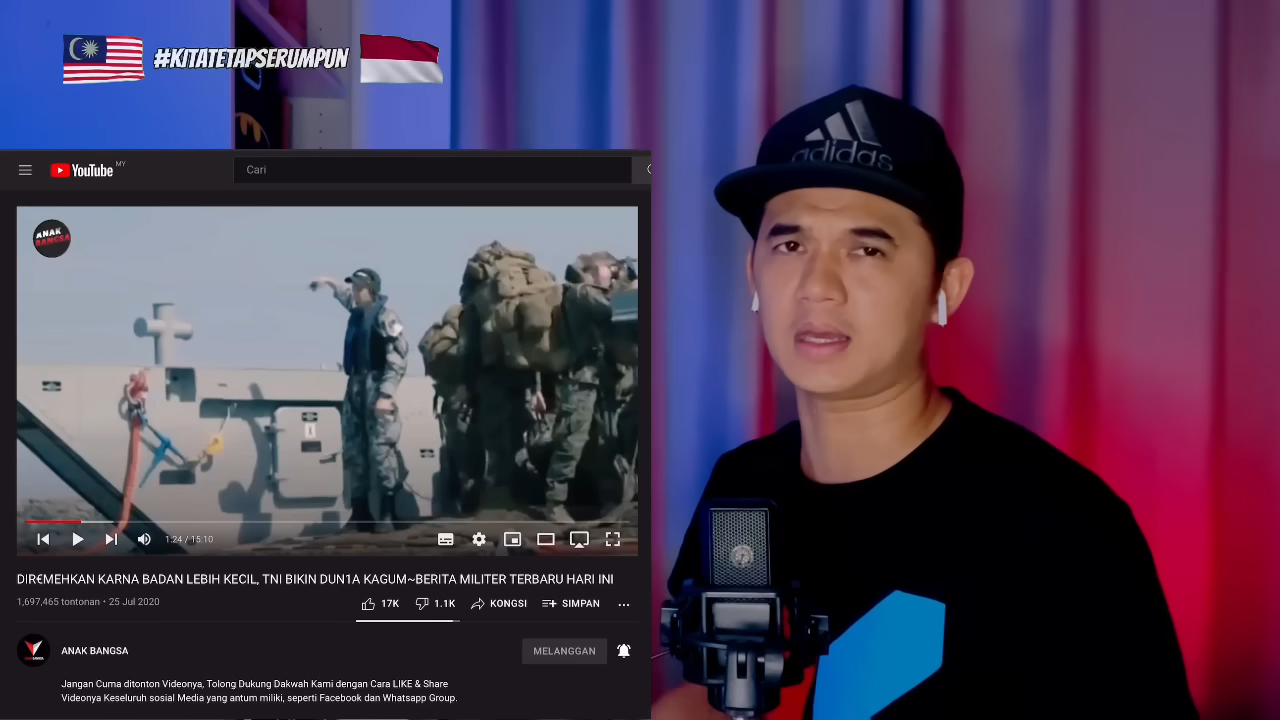 #KITATETAPSERUMPUN
YouTube MY
Cari
adidas
ANAK
BANGSA
1:24 / 15:10
DIR€MEHKAN KARNA BADAN LEBIH KECIL, TNI BIKIN DUN1A KAGUM~BERITA MILITER TERBARU HARI INI
1,697,465 tontonan • 25 Jul 2020
17K
1.1K
KONGSI
SIMPAN
ANAK BANGSA
MELANGGAN
Jangan Cuma ditonton Videonya, Tolong Dukung Dakwah Kami dengan Cara LIKE & Share
Videonya Keseluruh sosial Media yang antum miliki, seperti Facebook dan Whatsapp Group.